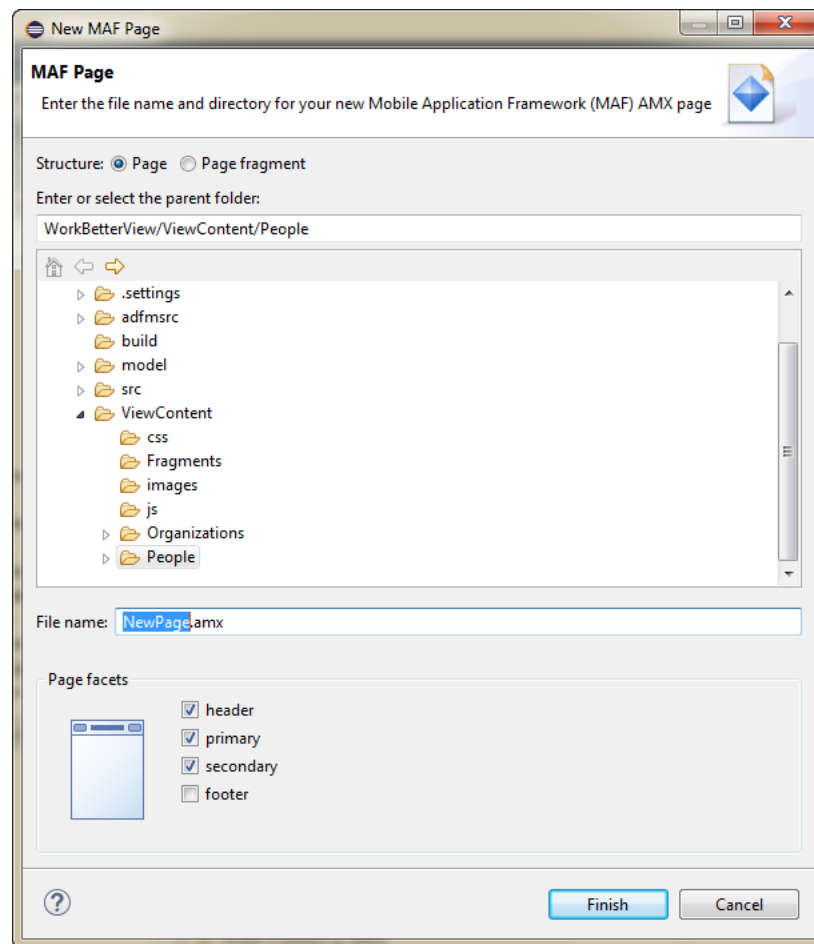 New MAF Page
MAF Page
Enter the file name and directory for your new Mobile Application Framework (MAF) AMX page
Structure: Page Page fragment
Enter or select the parent folder:
WorkBetterView/ViewContent/People
.settings
adfmsrc
build
model
src
ViewContent
css
Fragments
images
js
Organizations
People
File name: NewPage.amx
Page facets
header
primary
secondary
footer
? Finish Cancel